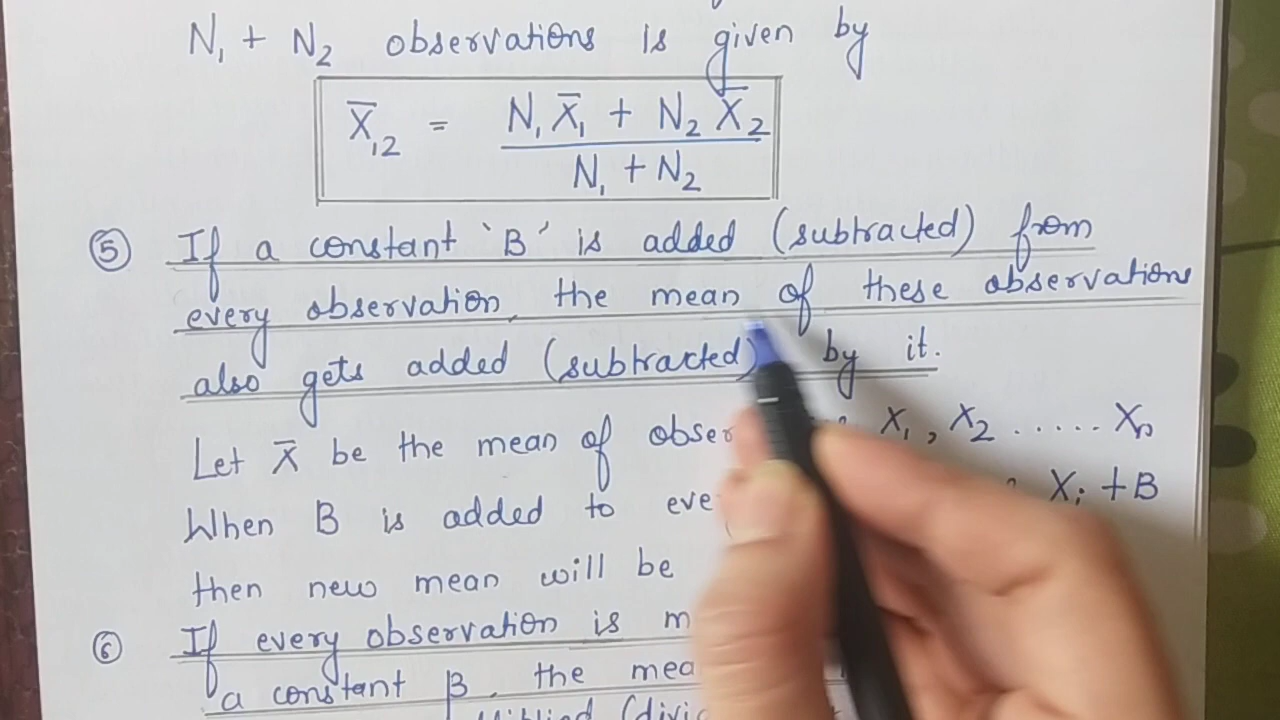 N₁ + N₂ observations is given by
X̄₁₂ = N₁X̄₁ + N₂X̄₂
N₁ + N₂
⑤ If a constant 'B' is added (subtracted) from
every observation, the mean of these observations
also gets added (subtracted) by it.
Let X̄ be the mean of obser X₁, X₂ ..... Xₙ
When B is added to eve Xᵢ + B
then new mean will be
⑥ If every observation is m
a constant β, the mea